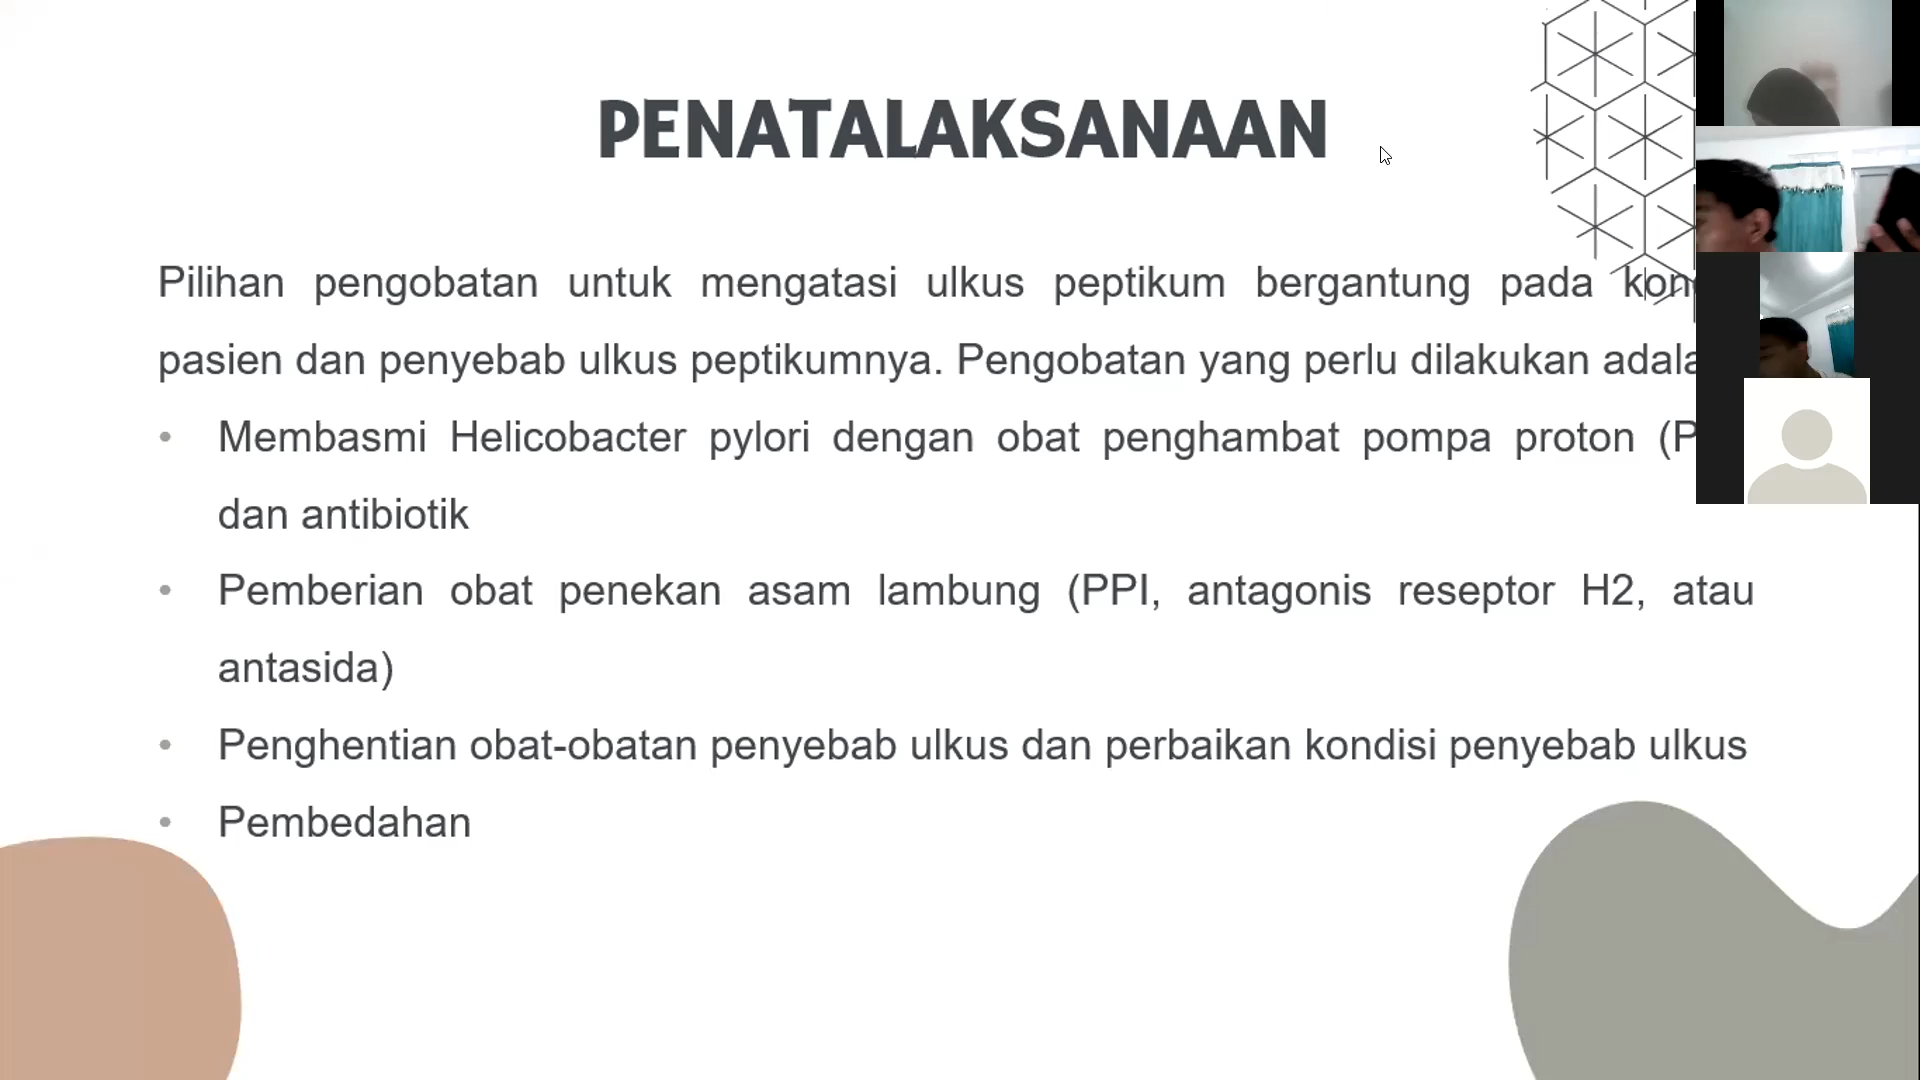 PENATALAKSANAAN
Pilihan pengobatan untuk mengatasi ulkus peptikum bergantung pada
pasien dan penyebab ulkus peptikumnya. Pengobatan yang perlu dilakukan
• Membasmi Helicobacter pylori dengan obat penghambat pompa proton
dan antibiotik
• Pemberian obat penekan asam lambung (PPI, antagonis reseptor H2, atau
antasida)
• Penghentian obat-obatan penyebab ulkus dan perbaikan kondisi penyebab ulkus
• Pembedahan